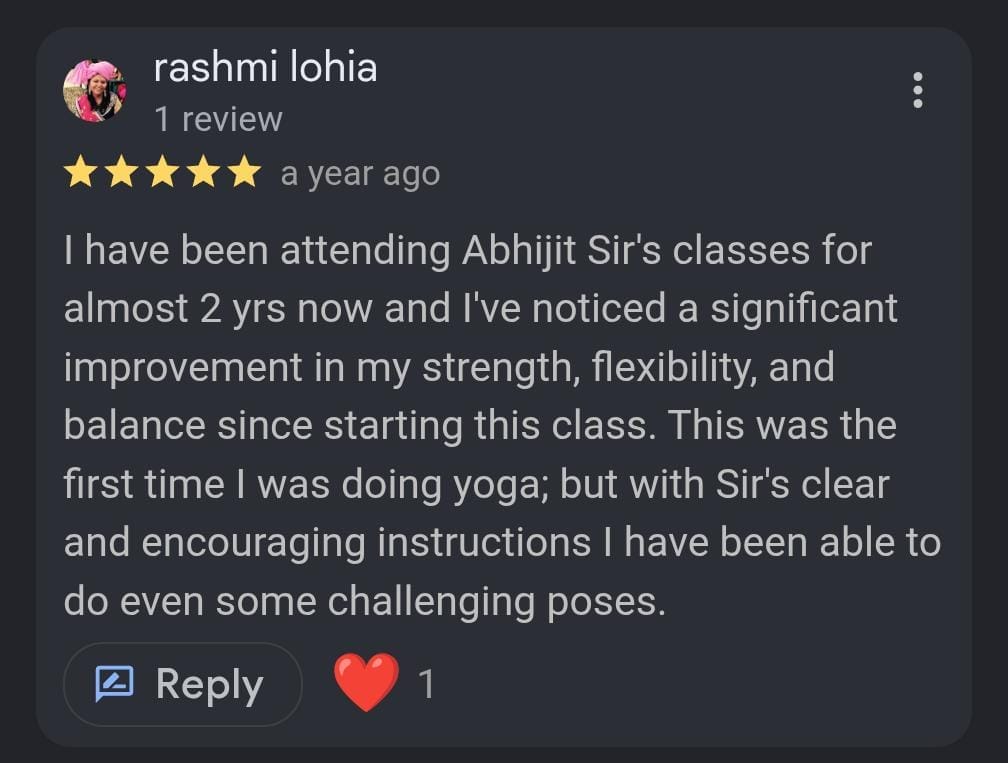 rashmi lohia
1 review
a year ago
I have been attending Abhijit Sir's classes for
almost 2 yrs now and I've noticed a significant
improvement in my strength, flexibility, and
balance since starting this class. This was the
first time I was doing yoga; but with Sir's clear
and encouraging instructions I have been able to
do even some challenging poses.
Reply
1